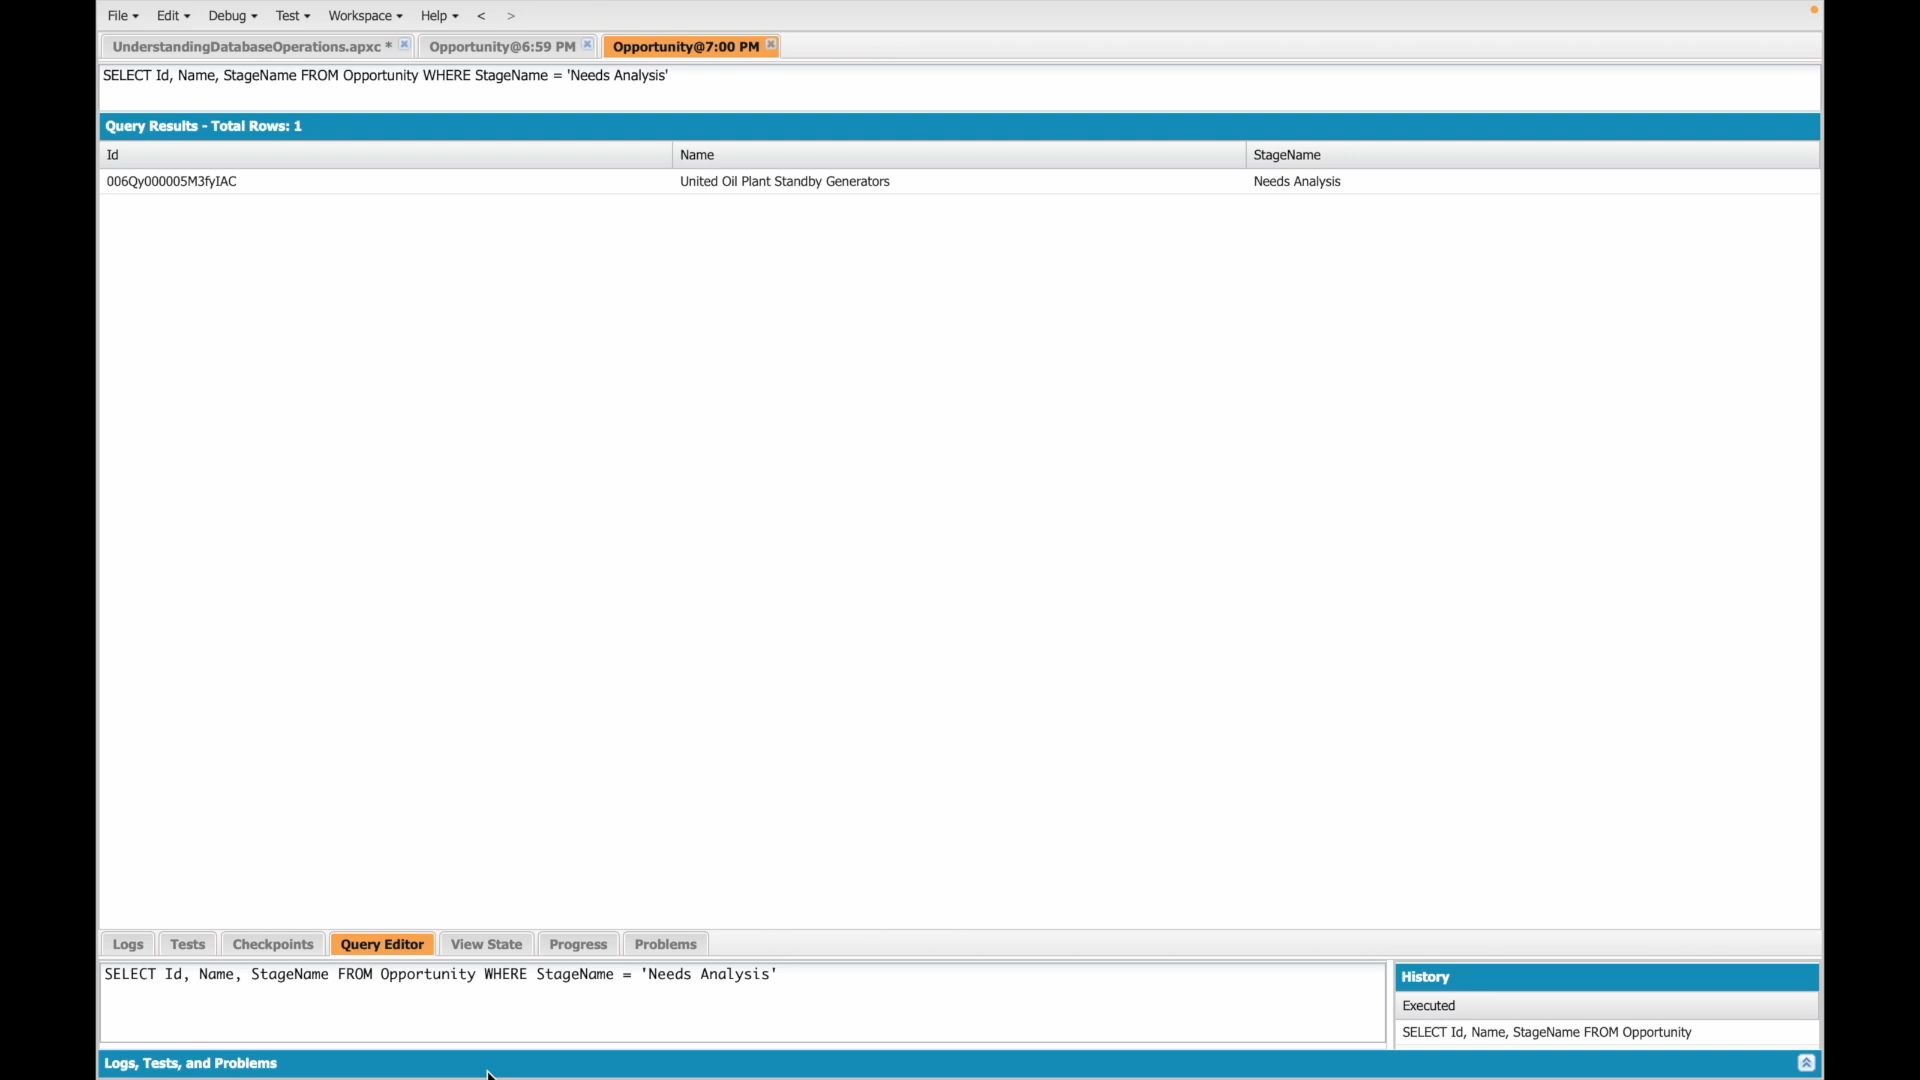 File Edit Debug Test Workspace Help < >
UnderstandingDatabaseOperations.apxc * Opportunity@6:59 PM Opportunity@7:00 PM
SELECT Id, Name, StageName FROM Opportunity WHERE StageName = 'Needs Analysis'
Query Results - Total Rows: 1
Id Name StageName
006Qy000005M3fyIAC United Oil Plant Standby Generators Needs Analysis
Logs Tests Checkpoints Query Editor View State Progress Problems
SELECT Id, Name, StageName FROM Opportunity WHERE StageName = 'Needs Analysis'
History
Executed
SELECT Id, Name, StageName FROM Opportunity
Logs, Tests, and Problems